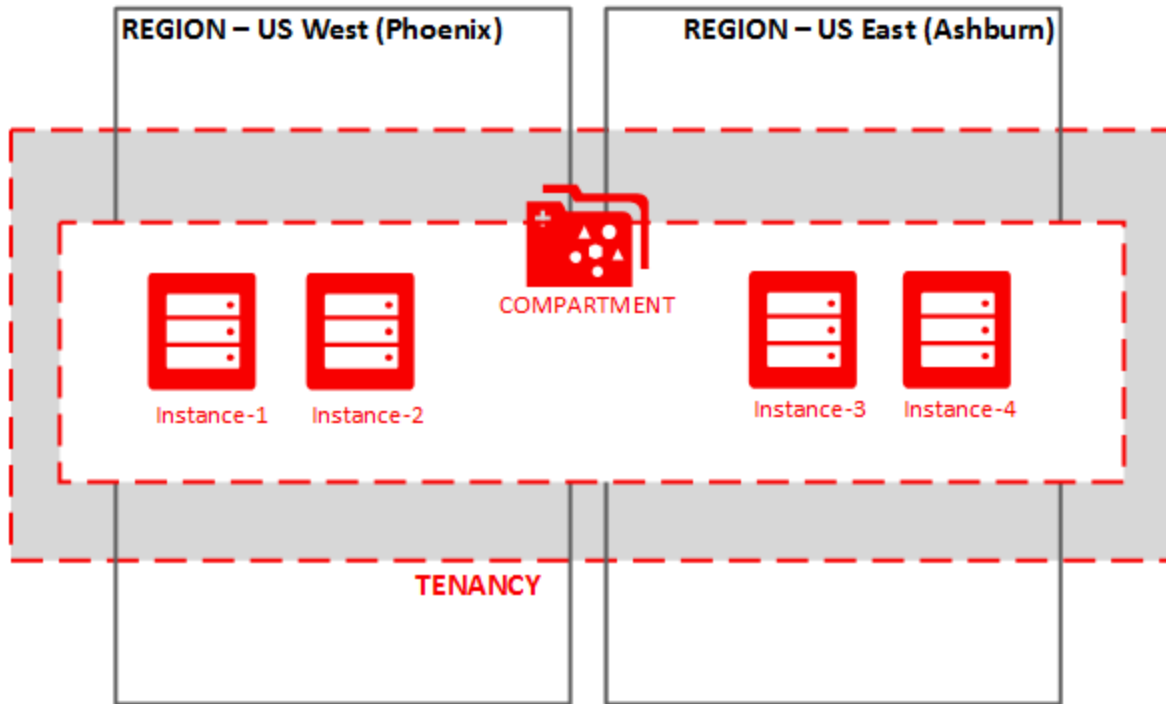 REGION – US West (Phoenix)
REGION – US East (Ashburn)
COMPARTMENT
Instance-1
Instance-2
Instance-3
Instance-4
TENANCY